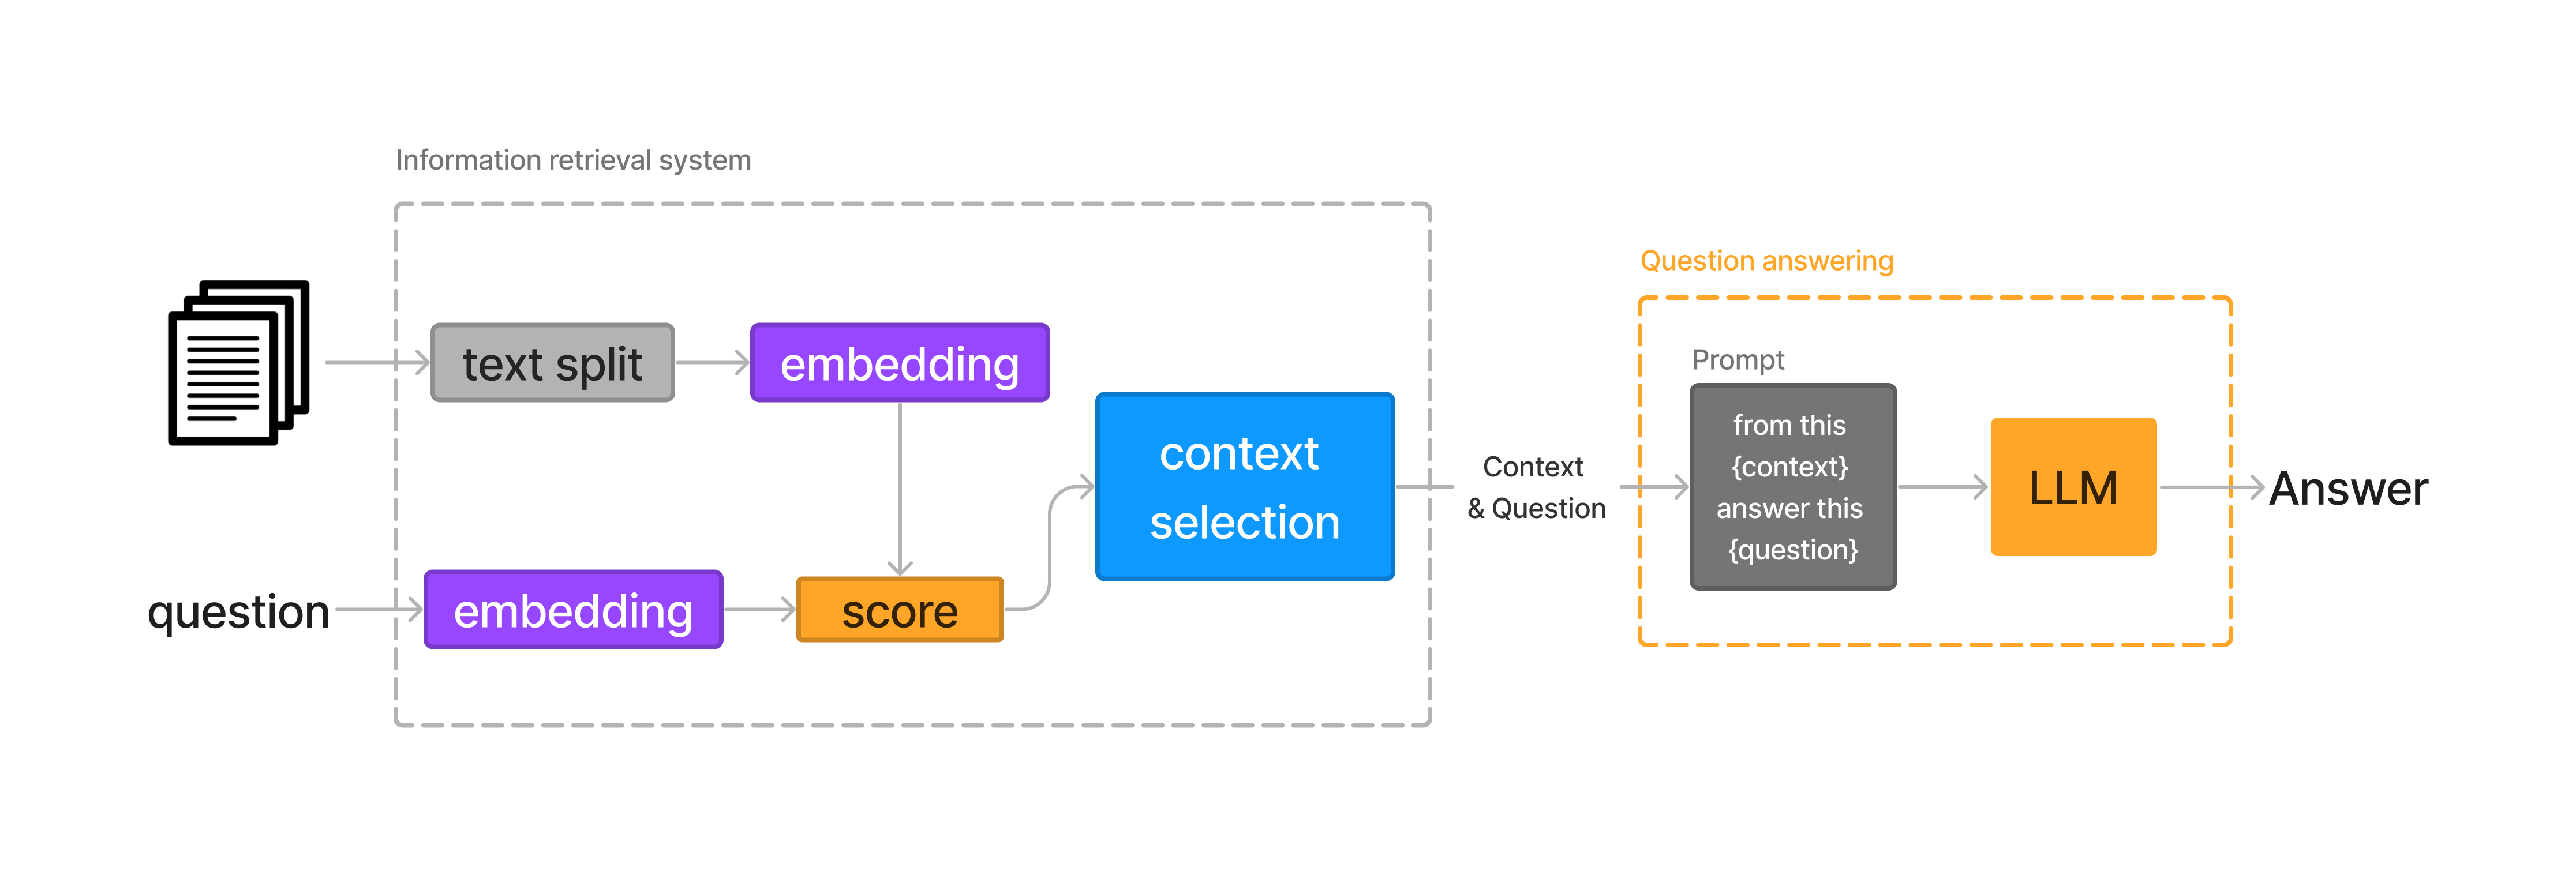 Information retrieval system
text split
embedding
question
embedding
score
context
selection
Context
& Question
Question answering
Prompt
from this
{context}
answer this
{question}
LLM
Answer